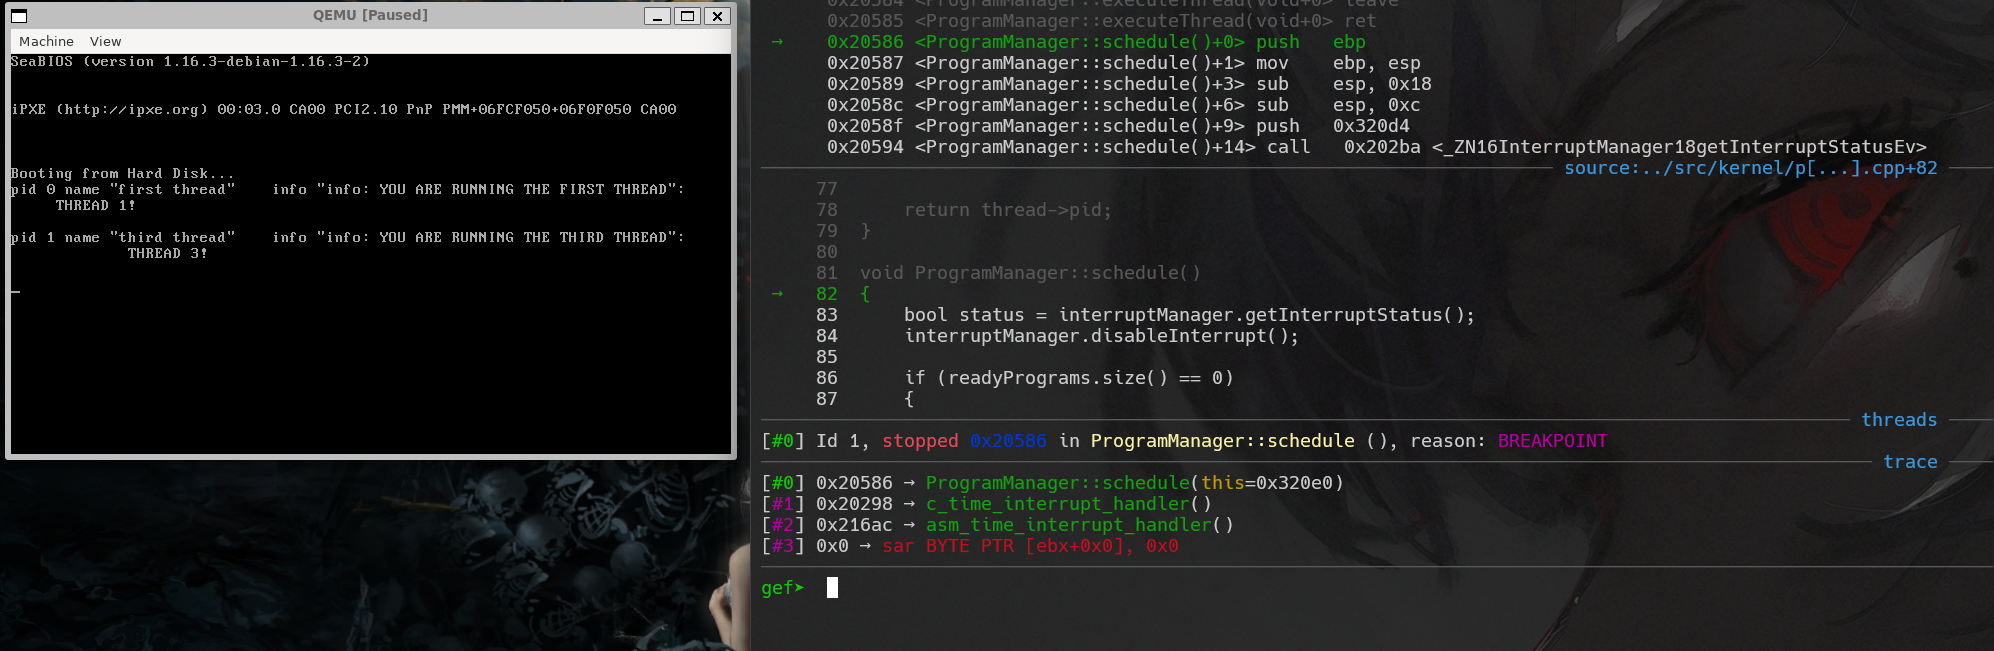 QEMU [Paused]
Machine View
SeaBIOS (version 1.16.3-debian-1.16.3-2)
iPXE (http://ipxe.org) 00:03.0 CA00 PCI2.10 PnP PMM+06FCF050+06F0F050 CA00
Booting from Hard Disk...
pid 0 name "first thread"    info "info: YOU ARE RUNNING THE FIRST THREAD":
THREAD 1!
pid 1 name "third thread"    info "info: YOU ARE RUNNING THE THIRD THREAD":
THREAD 3!
_
0x20584 <ProgramManager::executeThread(void+0> leave
0x20585 <ProgramManager::executeThread(void+0> ret
→ 0x20586 <ProgramManager::schedule()+0> push   ebp
0x20587 <ProgramManager::schedule()+1> mov    ebp, esp
0x20589 <ProgramManager::schedule()+3> sub    esp, 0x18
0x2058c <ProgramManager::schedule()+6> sub    esp, 0xc
0x2058f <ProgramManager::schedule()+9> push   0x320d4
0x20594 <ProgramManager::schedule()+14> call   0x202ba <_ZN16InterruptManager18getInterruptStatusEv>
source:../src/kernel/p[...].cpp+82
77
78      return thread->pid;
79  }
80
81  void ProgramManager::schedule()
→ 82  {
83      bool status = interruptManager.getInterruptStatus();
84      interruptManager.disableInterrupt();
85
86      if (readyPrograms.size() == 0)
87      {
threads
[#0] Id 1, stopped 0x20586 in ProgramManager::schedule (), reason: BREAKPOINT
trace
[#0] 0x20586 → ProgramManager::schedule(this=0x320e0)
[#1] 0x20298 → c_time_interrupt_handler()
[#2] 0x216ac → asm_time_interrupt_handler()
[#3] 0x0 → sar BYTE PTR [ebx+0x0], 0x0
gef➤